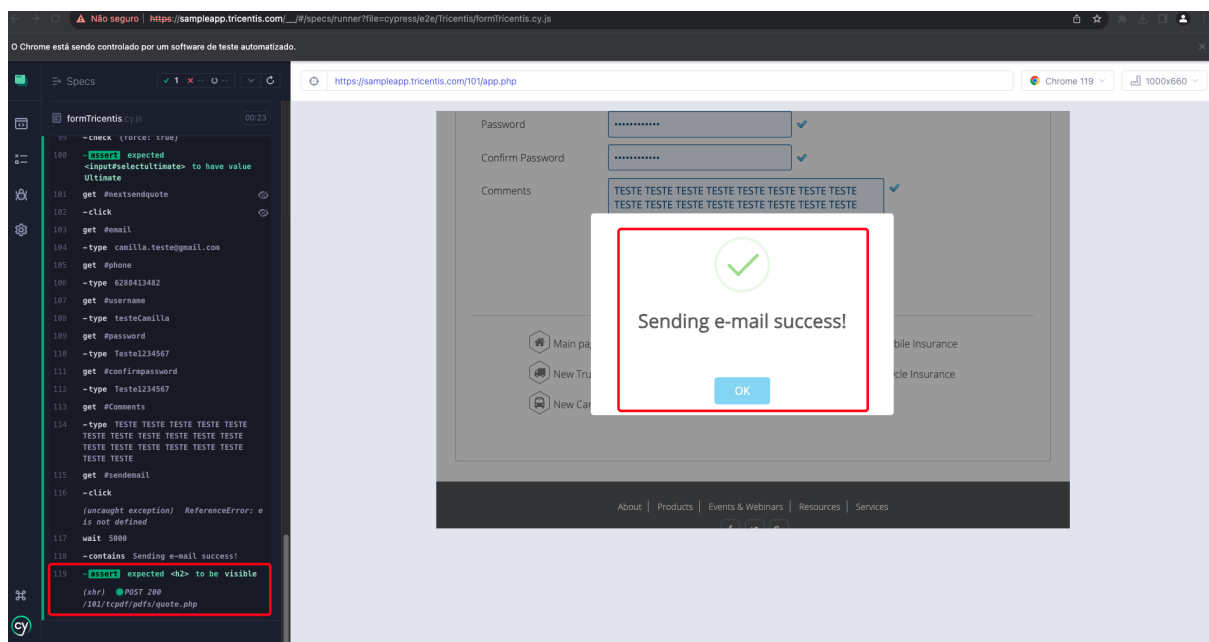 Não seguro | https://sampleapp.tricentis.com/__/#/specs/runner?file=cypress/e2e/Tricentis/formTricentis.cy.js
O Chrome está sendo controlado por um software de teste automatizado.
Specs
1
--
--
https://sampleapp.tricentis.com/101/app.php
Chrome 119
1000x660
formTricentis.cy.js
00:23
99 -check {force: true}
100 -assert expected
<input#selectultimate> to have value
Ultimate
101 get #nextsendquote
102 -click
103 get #email
104 -type camilla.teste@gmail.com
105 get #phone
106 -type 6288413482
107 get #username
108 -type testeCamilla
109 get #password
110 -type Teste1234567
111 get #confirmpassword
112 -type Teste1234567
113 get #Comments
114 -type TESTE TESTE TESTE TESTE TESTE
TESTE TESTE TESTE TESTE TESTE TESTE
TESTE TESTE TESTE TESTE TESTE TESTE
TESTE TESTE
115 get #sendemail
116 -click
(uncaught exception) ReferenceError: e
is not defined
117 wait 5000
118 -contains Sending e-mail success!
119 -assert expected <h2> to be visible
(xhr) POST 200
/101/tcpdf/pdfs/quote.php
cy
Password
••••••••••••
Confirm Password
••••••••••••
Comments
TESTE TESTE TESTE TESTE TESTE TESTE TESTE TESTE
TESTE TESTE TESTE TESTE TESTE TESTE TESTE TESTE
Sending e-mail success!
OK
Main pa
bile Insurance
New Tru
cle Insurance
New Car
About | Products | Events & Webinars | Resources | Services